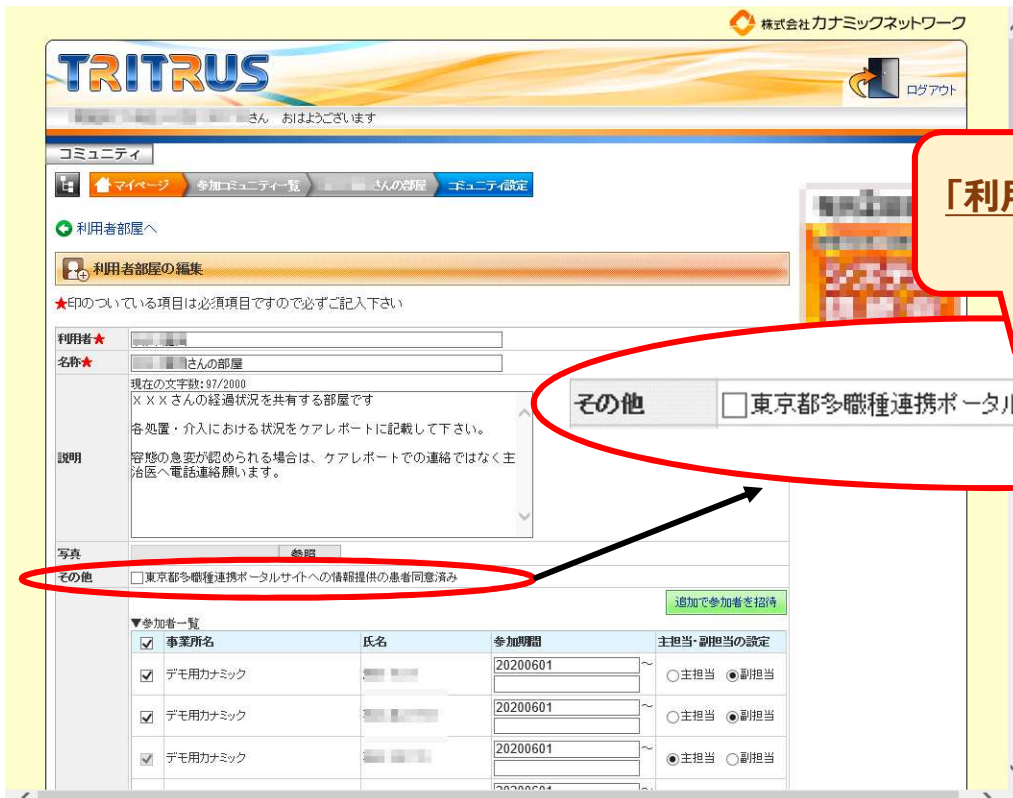 株式会社カナミックネットワーク
TRITRUS
ログアウト
さん おはようございます
コミュニティ
マイページ 参加コミュニティ一覧 さんの部屋 コミュニティ設定
「利用
利用者部屋へ
利用者部屋の編集
★印のついている項目は必須項目ですので必ずご記入下さい
利用者★
名称★ さんの部屋
現在の文字数:97/2000
XXXさんの経過状況を共有する部屋です
各処置・介入における状況をケアレポートに記載して下さい。
説明
容態の急変が認められる場合は、ケアレポートでの連絡ではなく主
治医へ電話連絡願います。
その他 □東京都多職種連携ポータル
写真 参照...
その他 □東京都多職種連携ポータルサイトへの情報提供の患者同意済み
追加で参加者を招待
▼参加者一覧
事業所名 氏名 参加期間 主担当・副担当の設定
デモ用カナミック 20200601 ～ ○主担当 ◉副担当
デモ用カナミック 20200601 ～ ○主担当 ◉副担当
デモ用カナミック 20200601 ～ ◉主担当 ○副担当